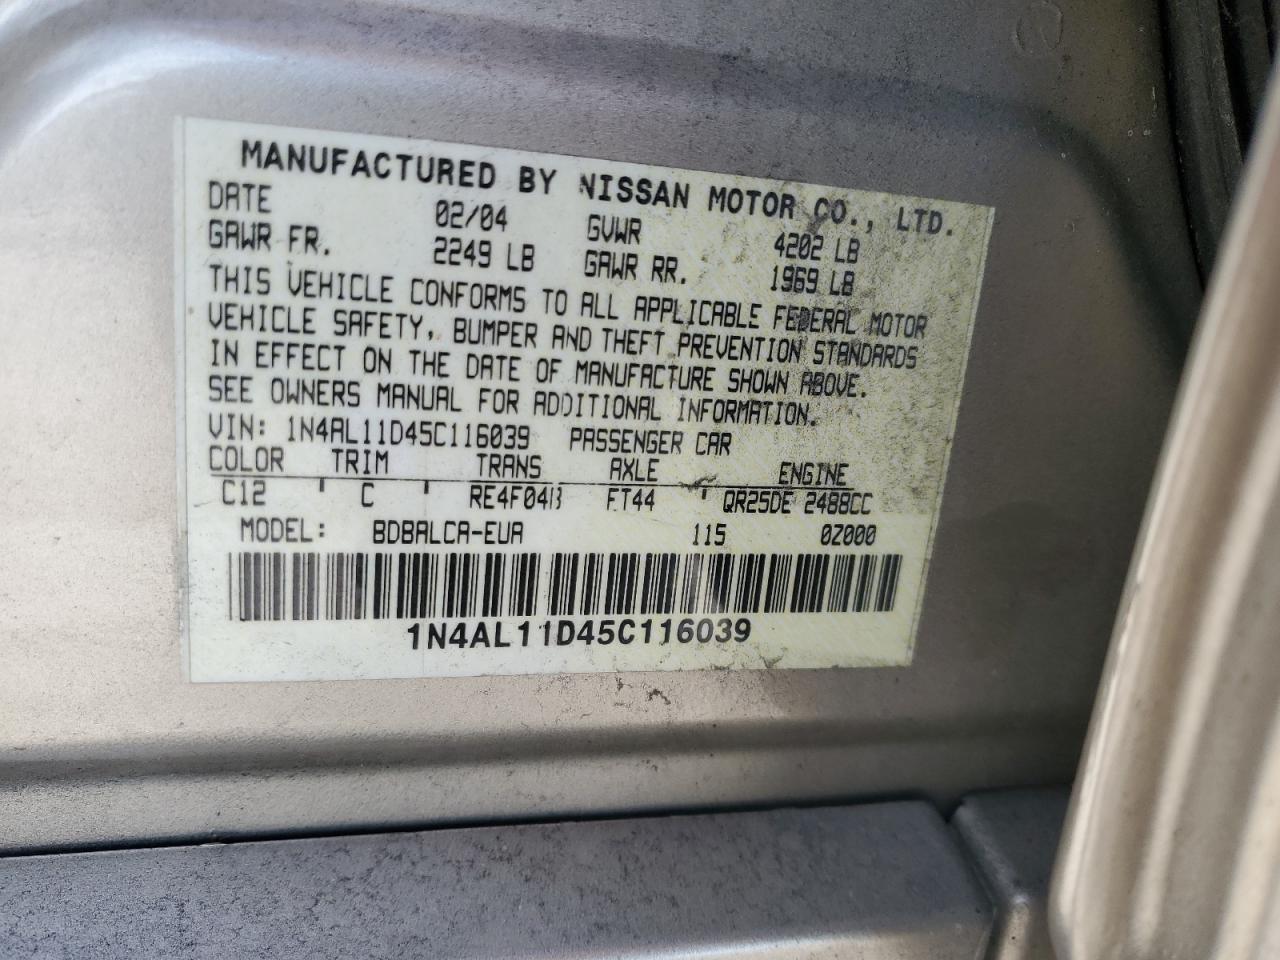 MANUFACTURED BY NISSAN MOTOR CO., LTD.
DATE 02/04 GVWR 4202 LB
GAWR FR. 2249 LB GAWR RR. 1969 LB
THIS VEHICLE CONFORMS TO ALL APPLICABLE FEDERAL MOTOR
VEHICLE SAFETY, BUMPER AND THEFT PREVENTION STANDARDS
IN EFFECT ON THE DATE OF MANUFACTURE SHOWN ABOVE.
SEE OWNERS MANUAL FOR ADDITIONAL INFORMATION.
VIN: 1N4AL11D45C116039 PASSENGER CAR
COLOR TRIM TRANS AXLE ENGINE
C12 C RE4F04B FT44 QR25DE 2488CC
MODEL: BDBALCA-EUA 115 0Z000
1N4AL11D45C116039